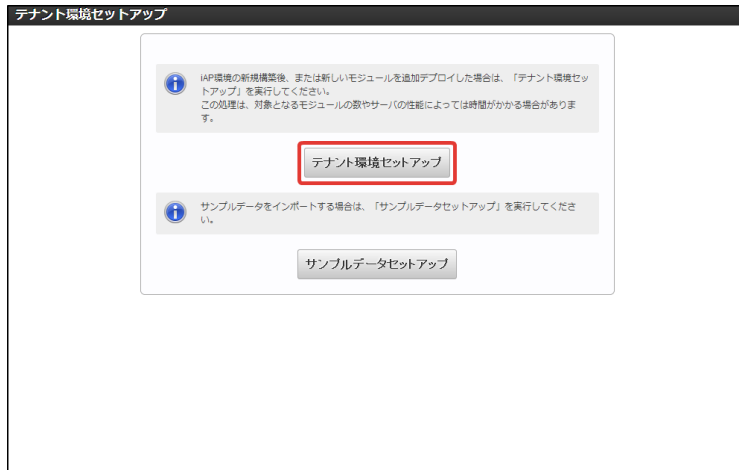 テナント環境セットアップ
iAP環境の新規構築後、または新しいモジュールを追加デプロイした場合は、「テナント環境セッ
トアップ」を実行してください。
この処理は、対象となるモジュールの数やサーバの性能によっては時間がかかる場合がありま
す。
テナント環境セットアップ
サンプルデータをインポートする場合は、「サンプルデータセットアップ」を実行してくださ
い。
サンプルデータセットアップ